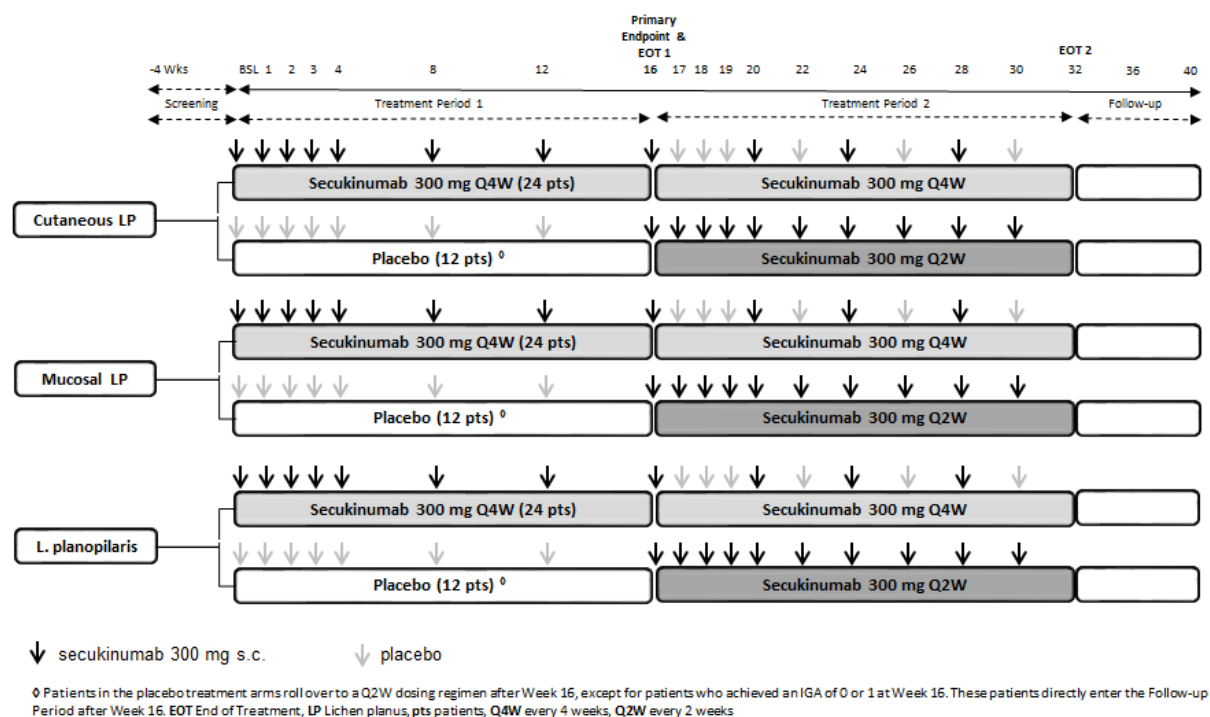 Primary
Endpoint &
EOT 1
EOT 2
-4 Wks BSL 1 2 3 4 8 12 16 17 18 19 20 22 24 26 28 30 32 36 40
Screening Treatment Period 1 Treatment Period 2 Follow-up
Secukinumab 300 mg Q4W (24 pts) Secukinumab 300 mg Q4W
Cutaneous LP
Placebo (12 pts) ◊ Secukinumab 300 mg Q2W
Secukinumab 300 mg Q4W (24 pts) Secukinumab 300 mg Q4W
Mucosal LP
Placebo (12 pts) ◊ Secukinumab 300 mg Q2W
Secukinumab 300 mg Q4W (24 pts) Secukinumab 300 mg Q4W
L. planopilaris
Placebo (12 pts) ◊ Secukinumab 300 mg Q2W
secukinumab 300 mg s.c. placebo
◊ Patients in the placebo treatment arms roll over to a Q2W dosing regimen after Week 16, except for patients who achieved an IGA of 0 or 1 at Week 16. These patients directly enter the Follow-up
Period after Week 16. EOT End of Treatment, LP Lichen planus, pts patients, Q4W every 4 weeks, Q2W every 2 weeks